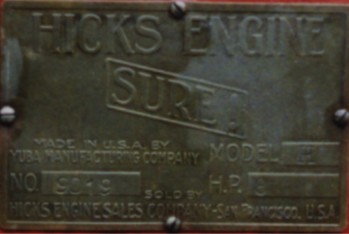 HICKS ENGINE
SURE
MADE IN U.S.A. BY
YUBA MANUFACTURING COMPANY
MODEL
NO. 9219
H.P.
SOLD BY
HICKS ENGINE SALES COMPANY-SAN FRANCISCO, U.S.A